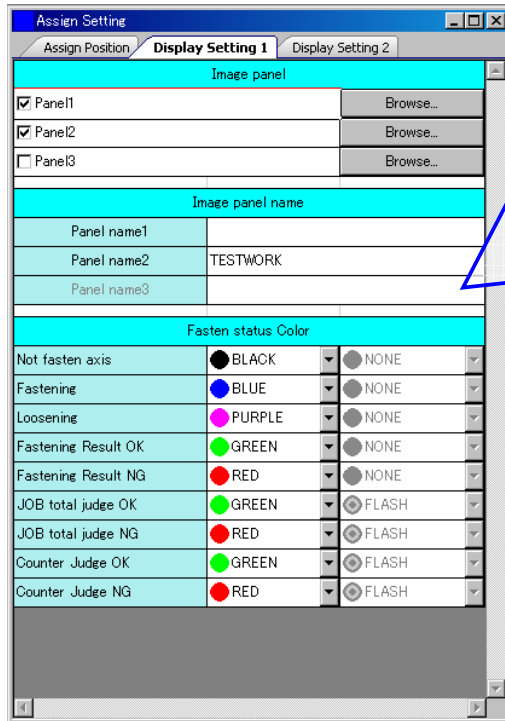 Assign Setting
Assign Position Display Setting 1 Display Setting 2
Image panel
Panel1 Browse...
Panel2 Browse...
Panel3 Browse...
Image panel name
Panel name1
Panel name2 TESTWORK
Panel name3
Fasten status Color
Not fasten axis BLACK NONE
Fastening BLUE NONE
Loosening PURPLE NONE
Fastening Result OK GREEN NONE
Fastening Result NG RED NONE
JOB total judge OK GREEN FLASH
JOB total judge NG RED FLASH
Counter Judge OK GREEN FLASH
Counter Judge NG RED FLASH